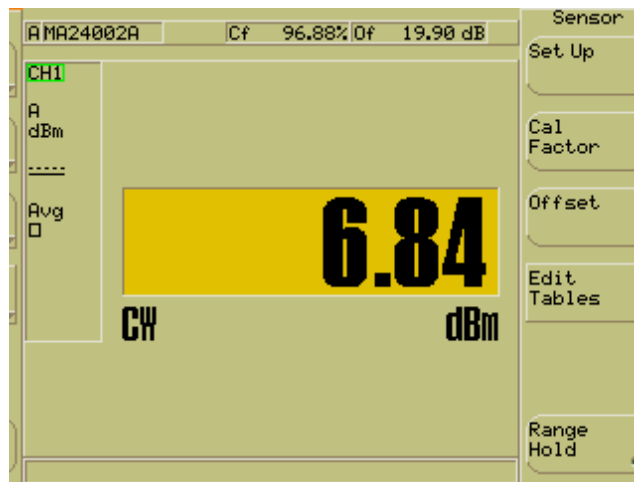 Sensor
A MA24002A Cf 96.88% Of 19.90 dB
Set Up
CH1
A
dBm
-----
Cal
Factor
Avg
Offset
6.84
CW dBm
Edit
Tables
Range
Hold